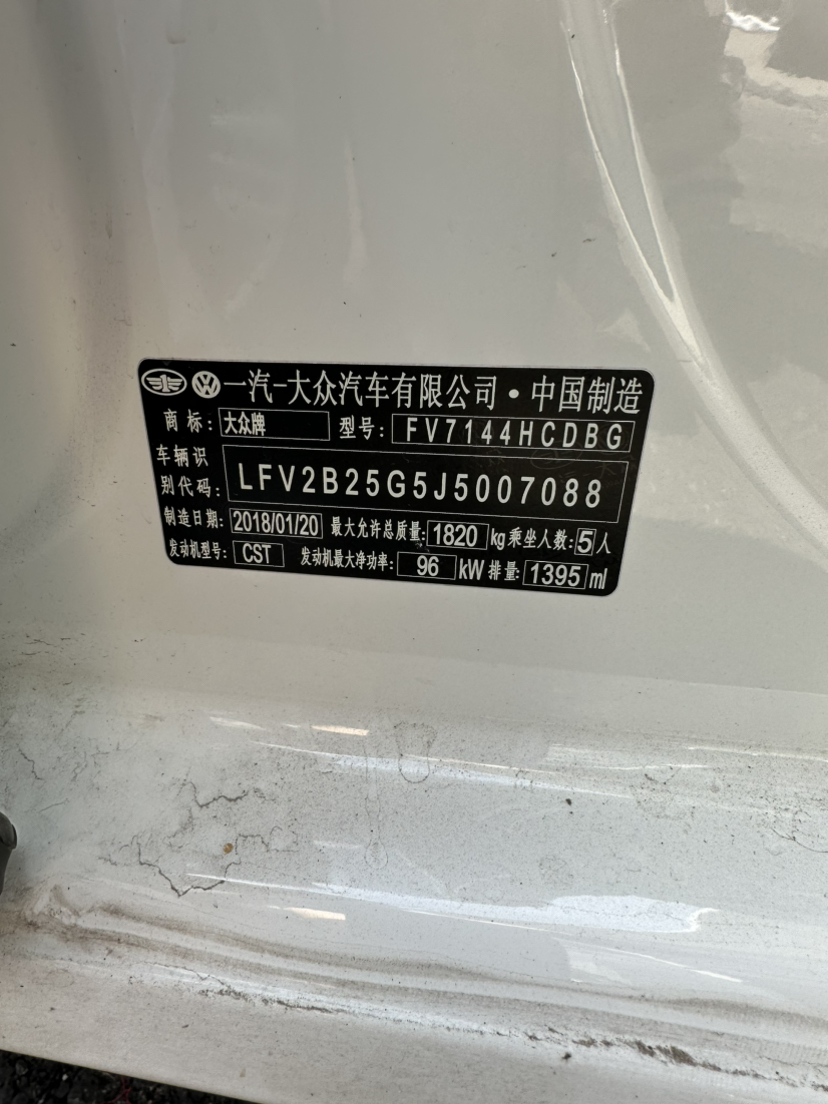 一汽-大众汽车有限公司·中国制造
商标: 大众牌 型号: FV7144HCDBG
车辆识
别代码: LFV2B25G5J5007088
制造日期: 2018/01/20 最大允许总质量: 1820 kg 乘坐人数: 5 人
发动机型号: CST 发动机最大净功率: 96 kW 排量: 1395 ml